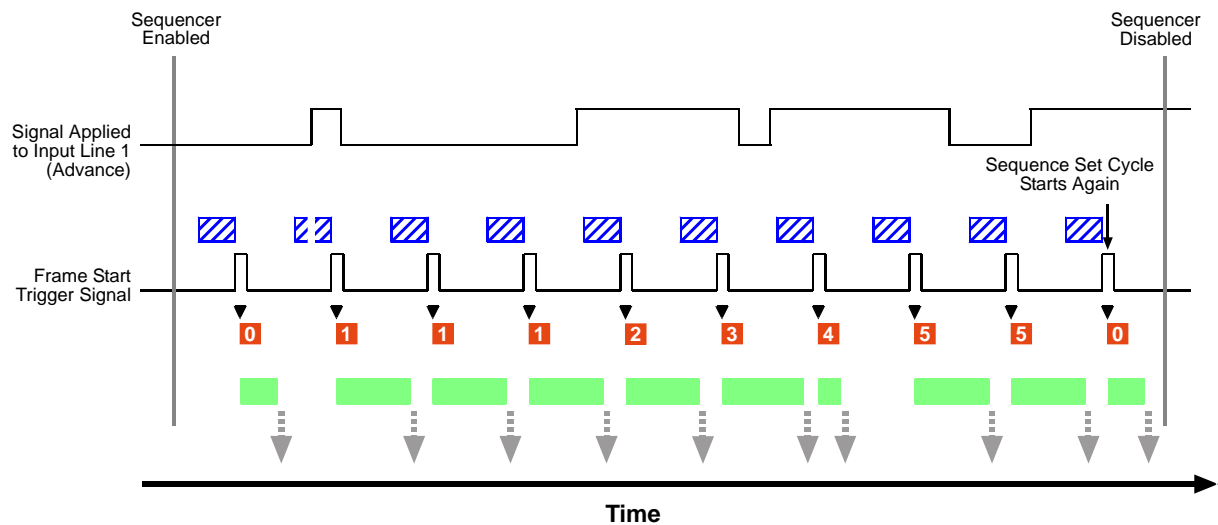 Sequencer
Enabled
Sequencer
Disabled
Signal Applied
to Input Line 1
(Advance)
Sequence Set Cycle
Starts Again
Frame Start
Trigger Signal
0 1 1 1 2 3 4 5 5 0
Time